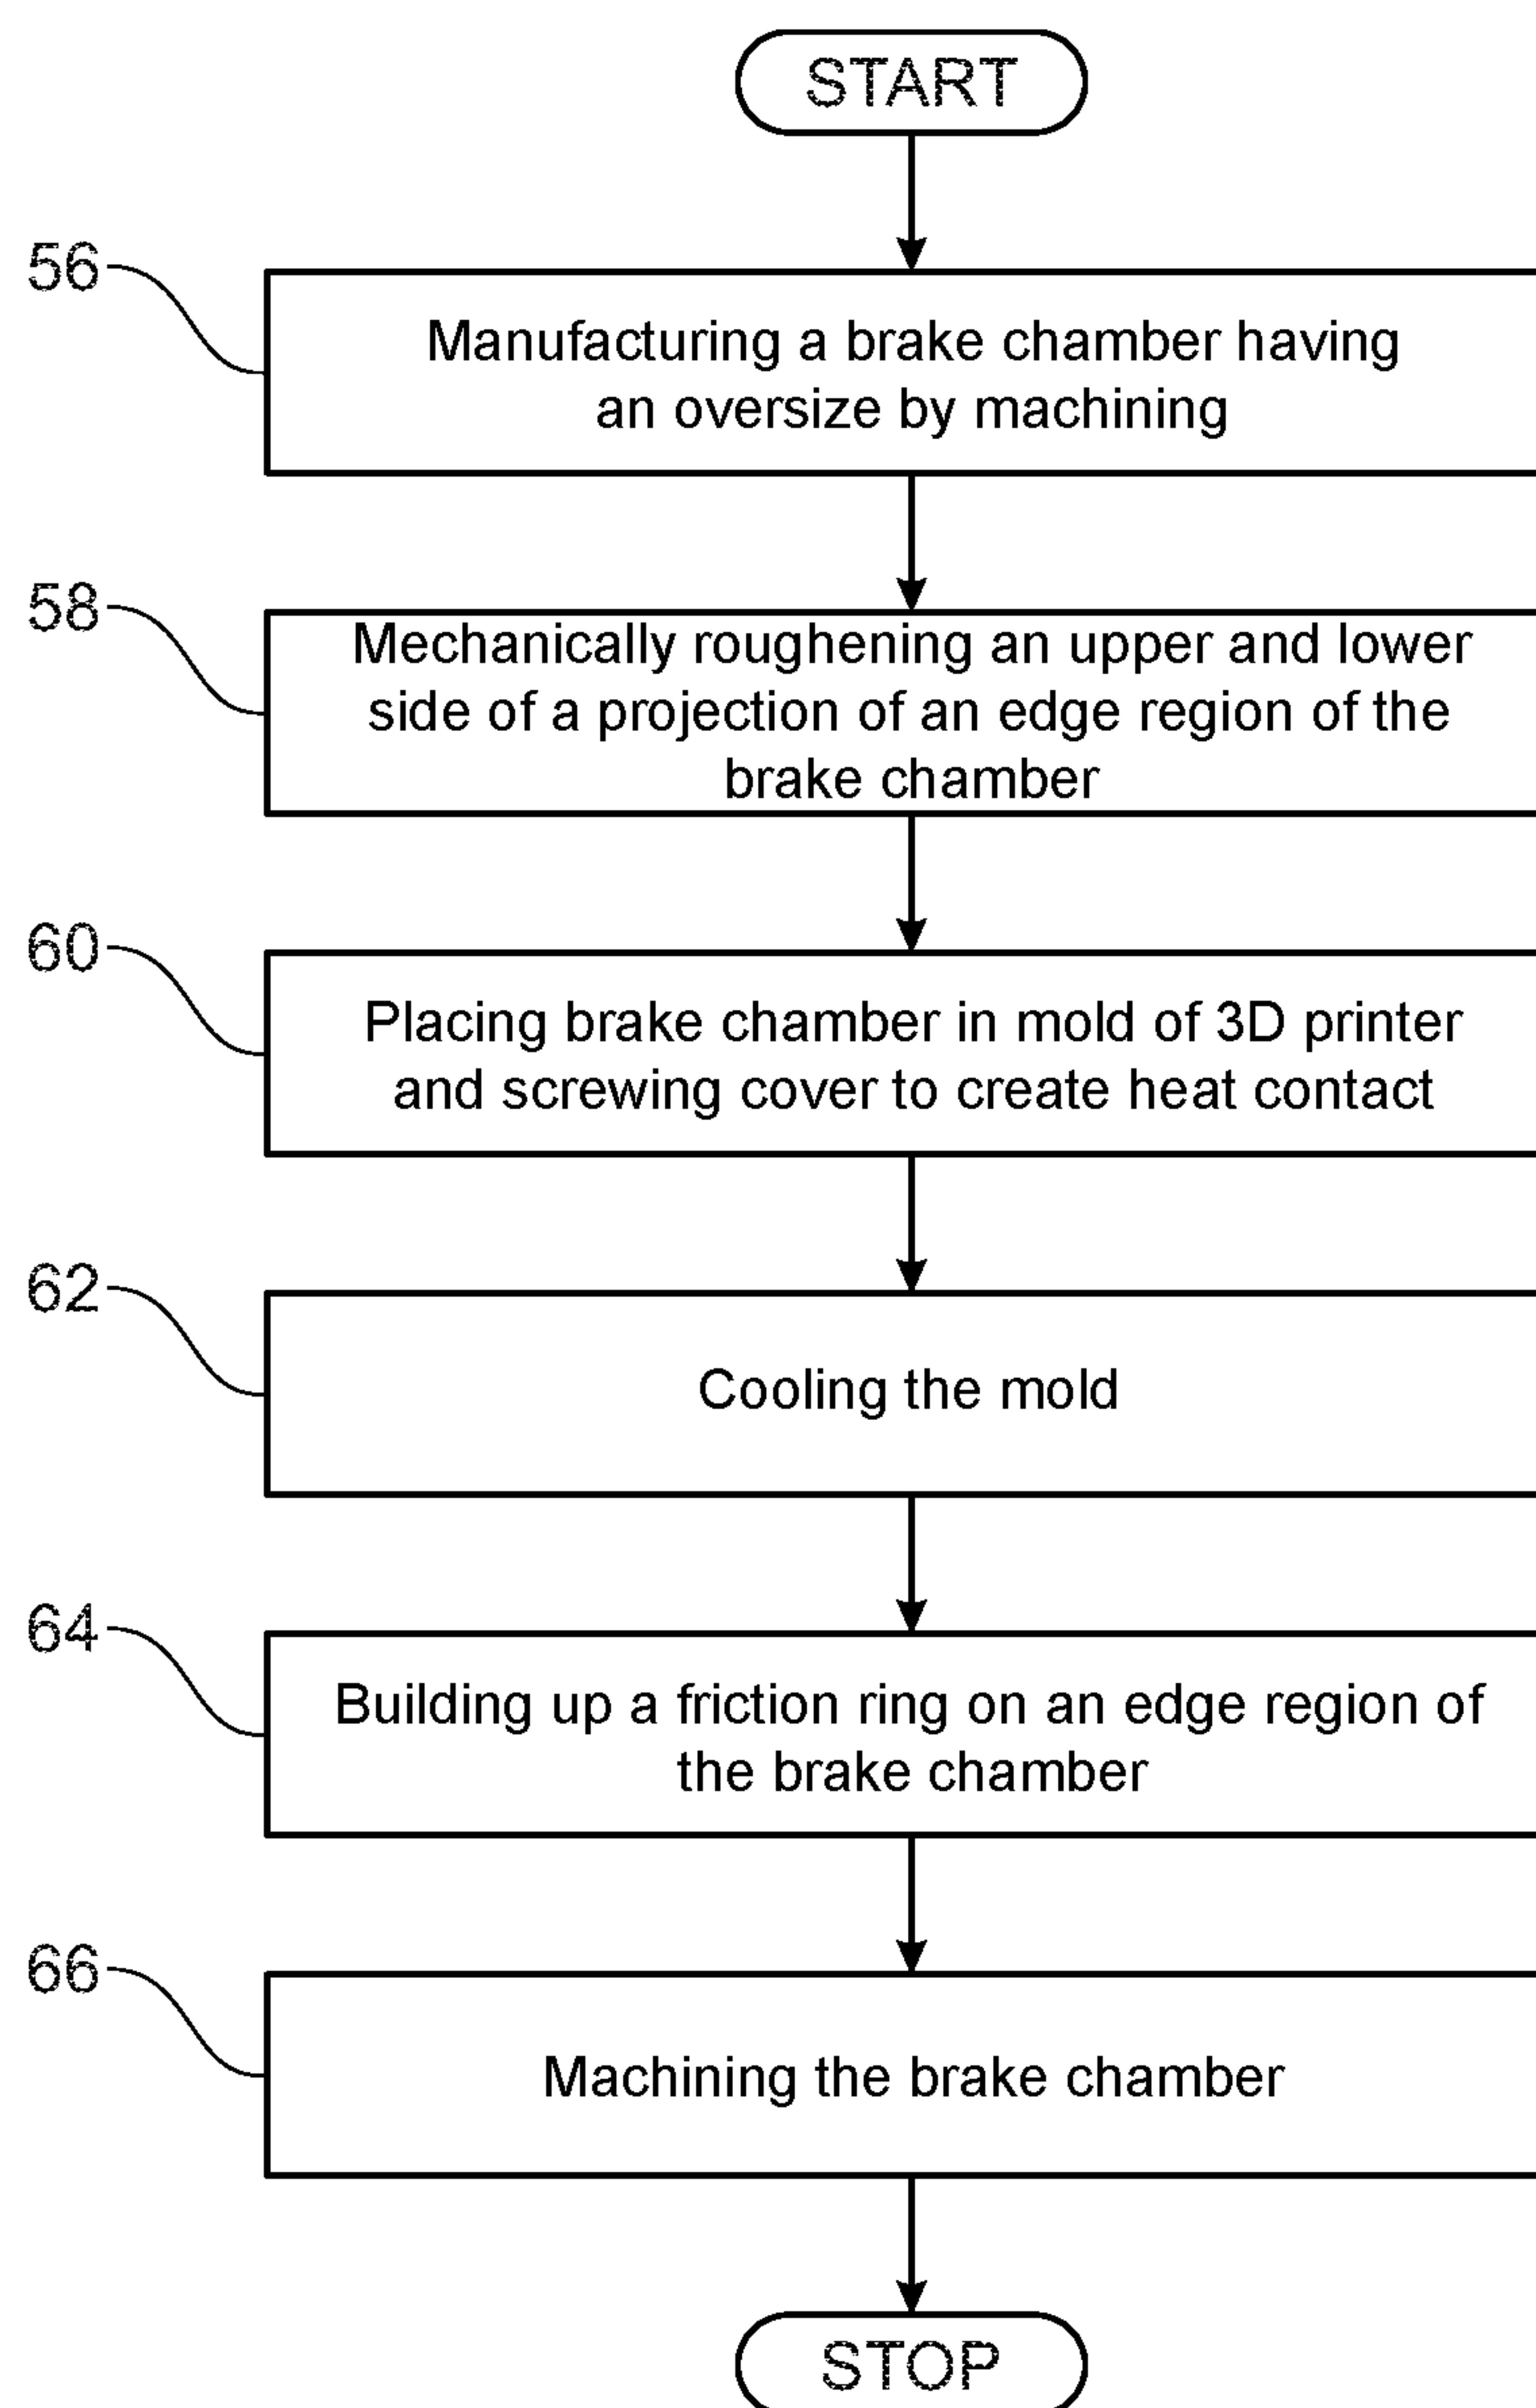 START
56
Manufacturing a brake chamber having
an oversize by machining
58
Mechanically roughening an upper and lower
side of a projection of an edge region of the
brake chamber
60
Placing brake chamber in mold of 3D printer
and screwing cover to create heat contact
62
Cooling the mold
64
Building up a friction ring on an edge region of
the brake chamber
66
Machining the brake chamber
STOP